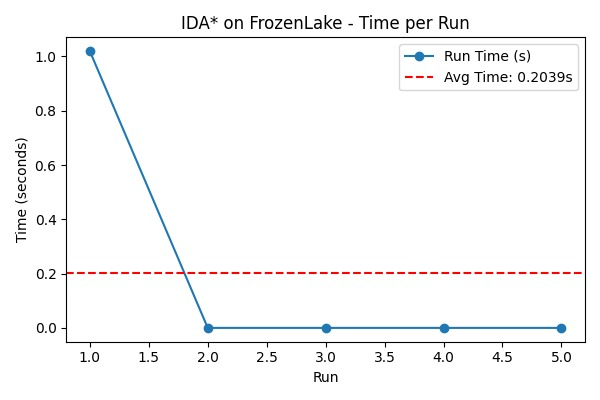 IDA* on FrozenLake - Time per Run
Run Time (s)
Avg Time: 0.2039s
Time (seconds)
1.0
0.8
0.6
0.4
0.2
0.0
1.0 1.5 2.0 2.5 3.0 3.5 4.0 4.5 5.0
Run